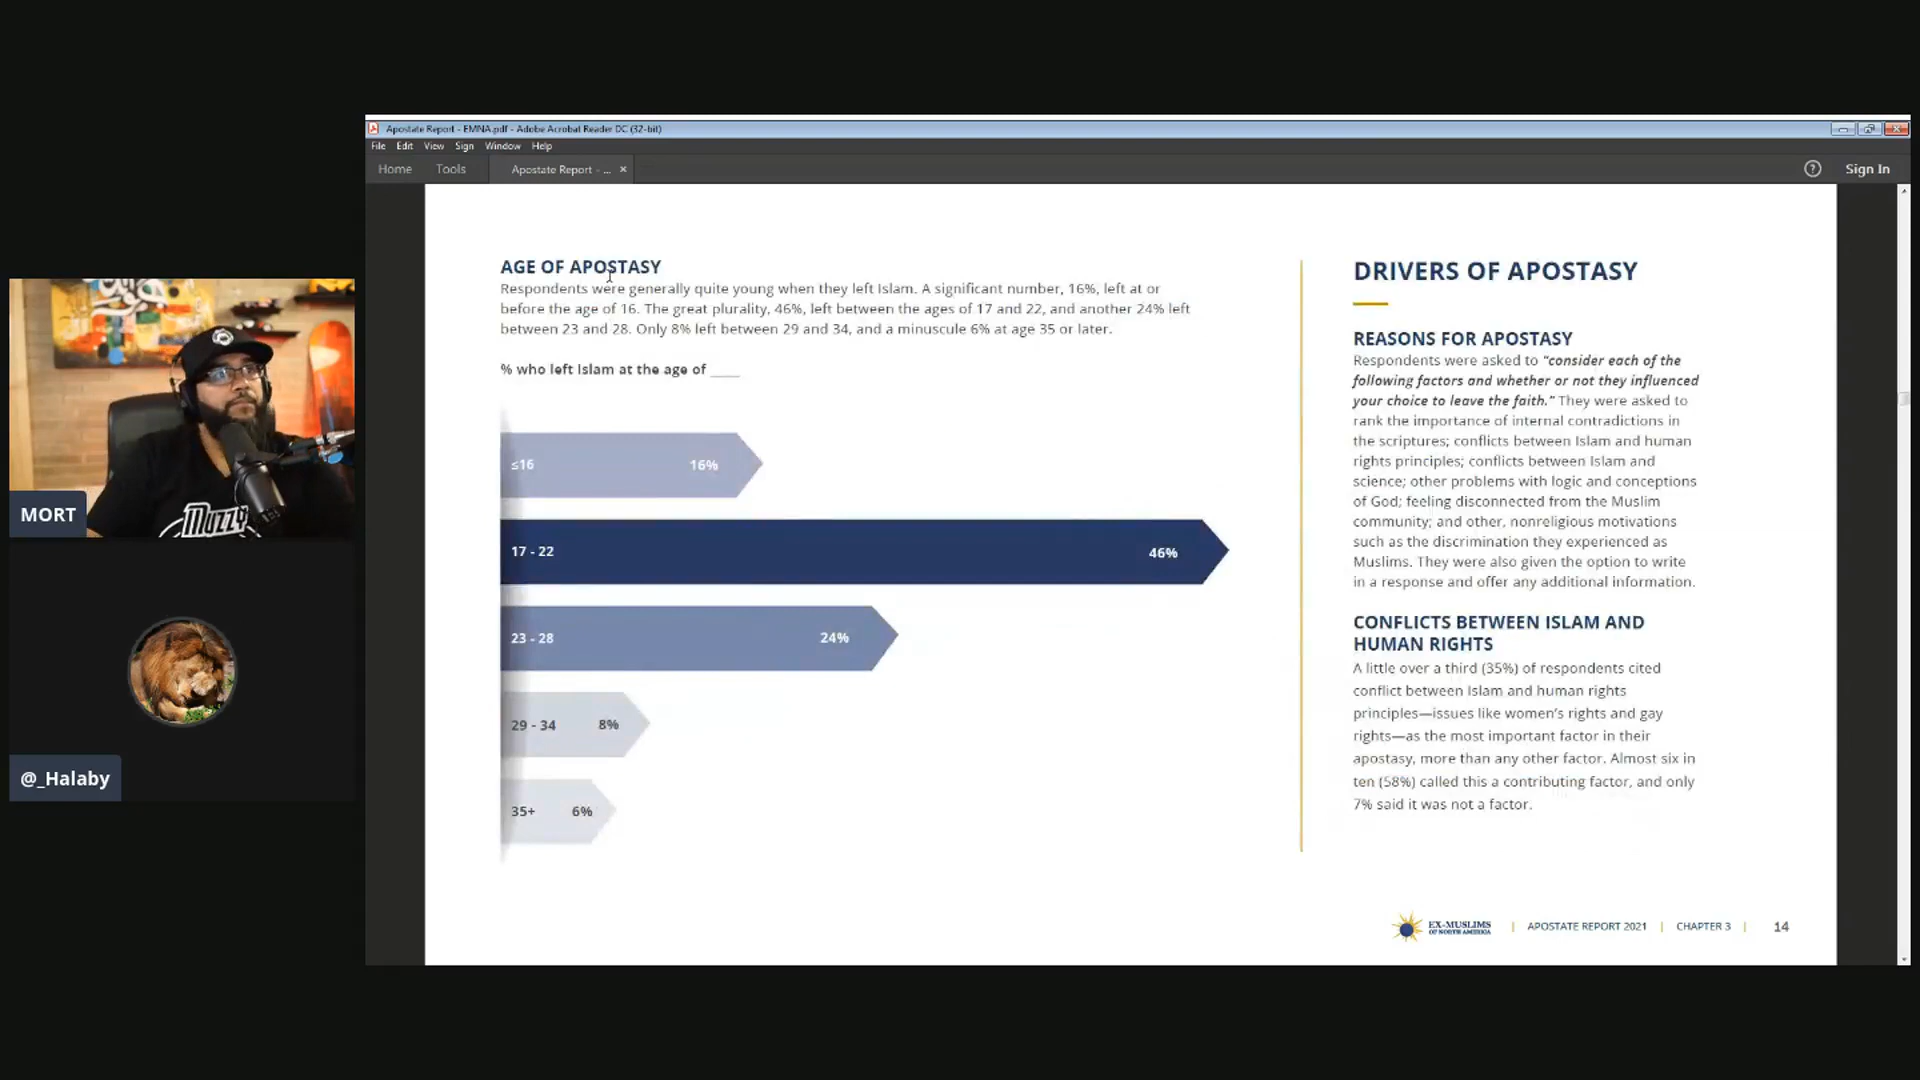 Apostate Report - EMNA.pdf - Adobe Acrobat Reader DC (32-bit)
File Edit View Sign Window Help
Home Tools Apostate Report - ... × ? Sign In
AGE OF APOSTASY
Respondents were generally quite young when they left Islam. A significant number, 16%, left at or
before the age of 16. The great plurality, 46%, left between the ages of 17 and 22, and another 24% left
between 23 and 28. Only 8% left between 29 and 34, and a minuscule 6% at age 35 or later.
% who left Islam at the age of ____
≤16 16%
17 - 22 46%
23 - 28 24%
29 - 34 8%
35+ 6%
DRIVERS OF APOSTASY
REASONS FOR APOSTASY
Respondents were asked to “consider each of the
following factors and whether or not they influenced
your choice to leave the faith.” They were asked to
rank the importance of internal contradictions in
the scriptures; conflicts between Islam and human
rights principles; conflicts between Islam and
science; other problems with logic and conceptions
of God; feeling disconnected from the Muslim
community; and other, nonreligious motivations
such as the discrimination they experienced as
Muslims. They were also given the option to write
in a response and offer any additional information.
CONFLICTS BETWEEN ISLAM AND
HUMAN RIGHTS
A little over a third (35%) of respondents cited
conflict between Islam and human rights
principles—issues like women’s rights and gay
rights—as the most important factor in their
apostasy, more than any other factor. Almost six in
ten (58%) called this a contributing factor, and only
7% said it was not a factor.
EX-MUSLIMS
OF NORTH AMERICA
| APOSTATE REPORT 2021 | CHAPTER 3 | 14
Muzzy
MORT
@_Halaby